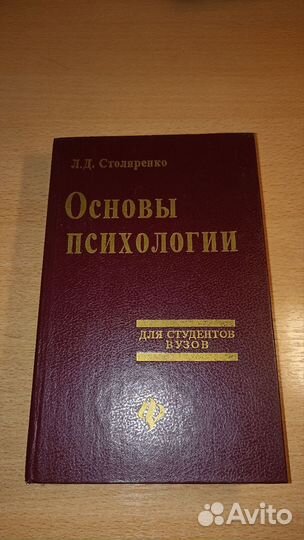 Л.Д. Столяренко
Основы
психологии
ДЛЯ СТУДЕНТОВ
ВУЗОВ
Avito